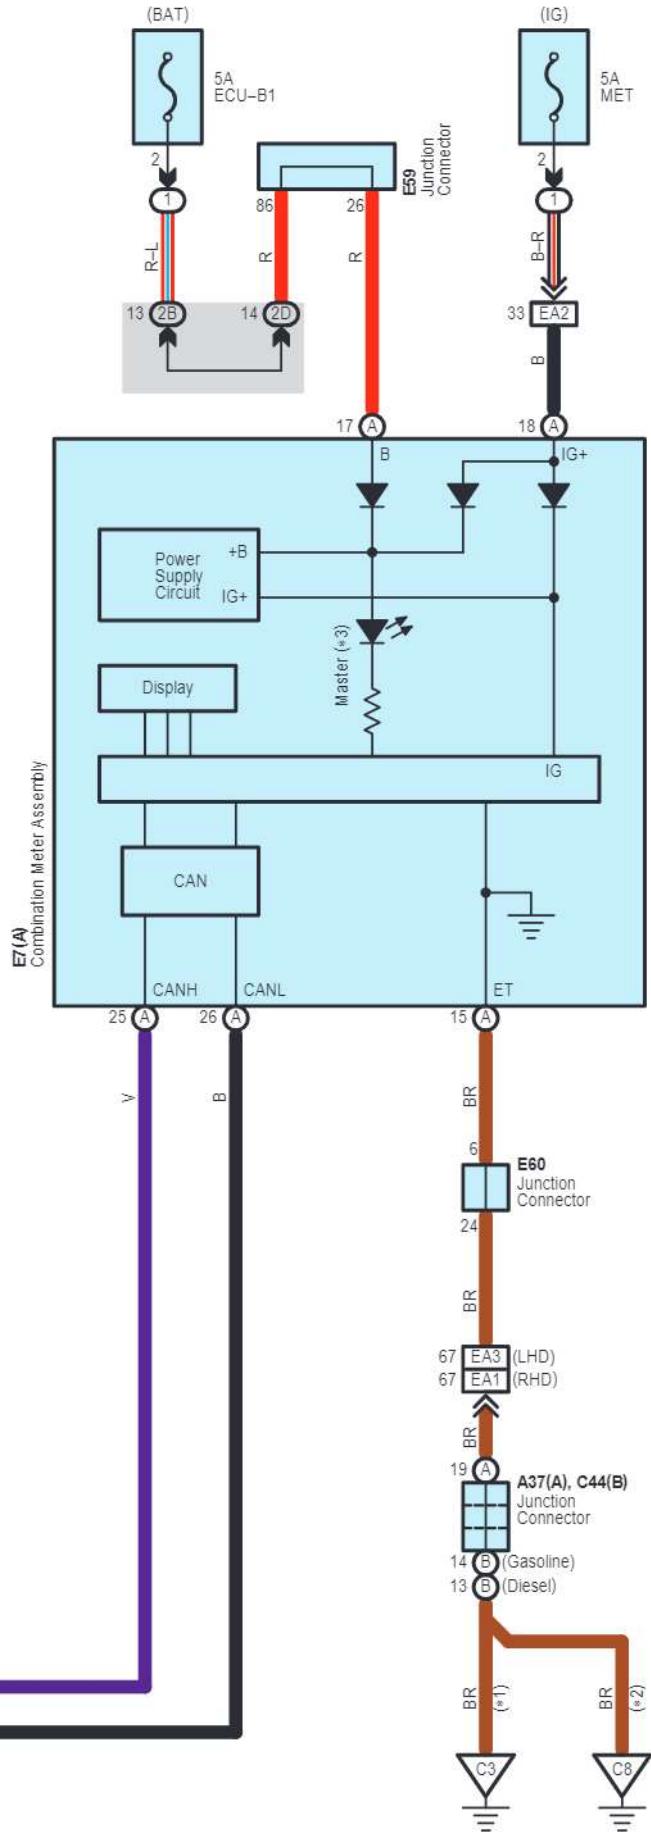 (BAT)
(IG)
5A
ECU–B1
5A
MET
2
2
1
1
E59
Junction
Connector
86
26
R–L
R
R
B–R
13
2B
14
2D
33
EA2
B
17
A
18
A
B
IG+
Power
Supply
Circuit
+B
IG+
Master (*3)
Display
IG
CAN
E7(A)
Combination Meter Assembly
CANH
CANL
ET
25
A
26
A
15
A
V
B
BR
6
E60
Junction
Connector
24
BR
67
EA3
(LHD)
67
EA1
(RHD)
BR
19
A
A37(A), C44(B)
Junction
Connector
14
B
(Gasoline)
13
B
(Diesel)
BR
(*1)
BR
(*2)
C3
C8